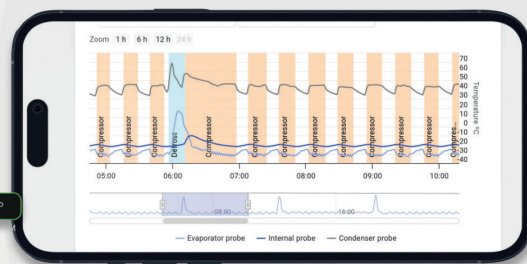 Zoom 1 h 6 h 12 h 24 h
70
60
50
40
30
20
10
0
-10
-20
-30
-40
Temperature °C
Compressor
Compressor
Compressor
Defrost
Compressor
Compressor
Compressor
Compressor
Compressor
Compressor
Compressor
Compressor
Compressor
Compres...
05:00 06:00 07:00 08:00 09:00 10:00
08:00 16:00
Evaporator probe Internal probe Condenser probe